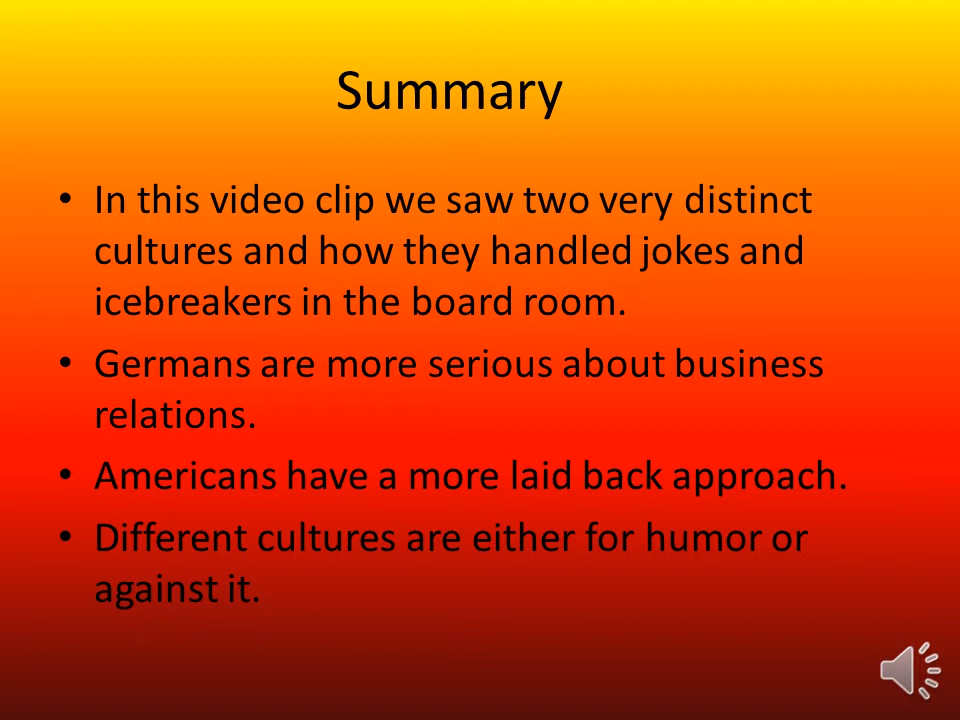 Summary
• In this video clip we saw two very distinct
cultures and how they handled jokes and
icebreakers in the board room.
• Germans are more serious about business
relations.
• Americans have a more laid back approach.
• Different cultures are either for humor or
against it.